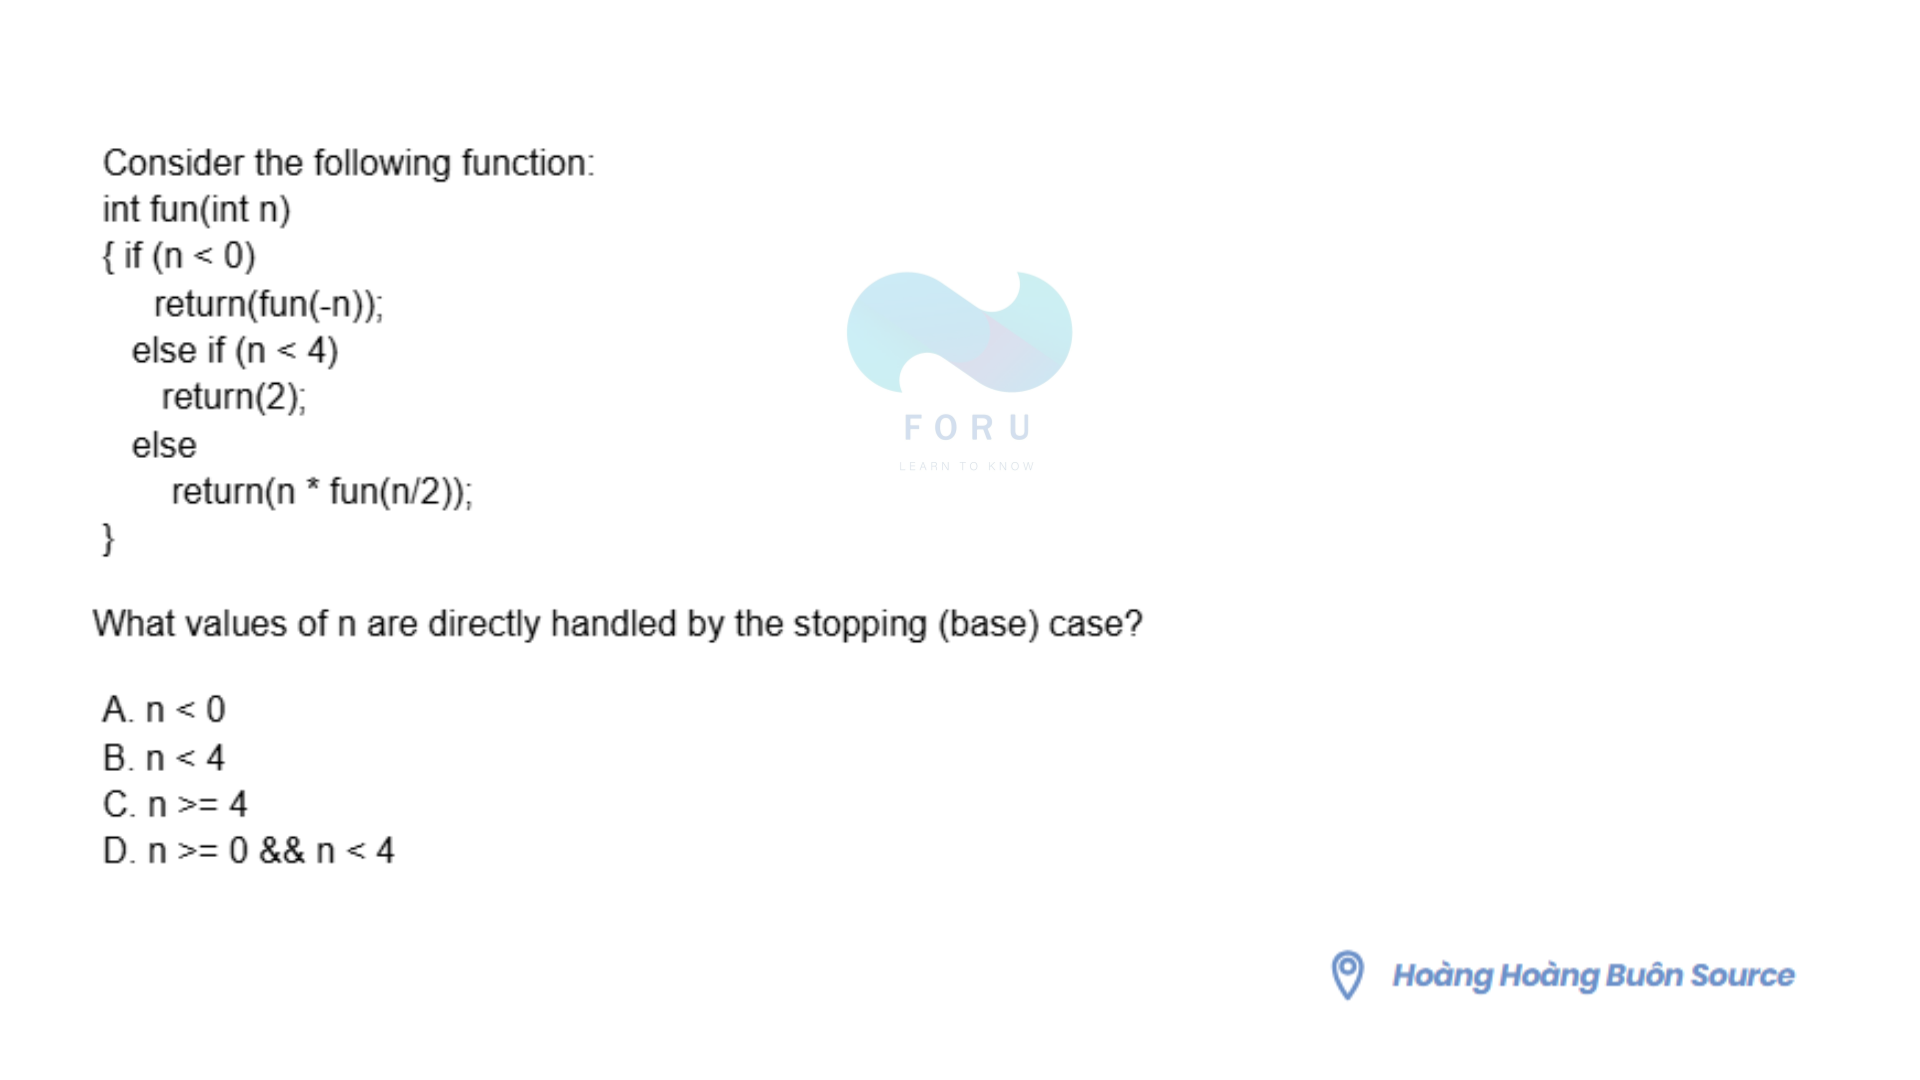 Consider the following function:
int fun(int n)
{ if (n < 0)
return(fun(-n));
else if (n < 4)
return(2);
else
return(n * fun(n/2));
}
FORU
LEARN TO KNOW
What values of n are directly handled by the stopping (base) case?
A. n < 0
B. n < 4
C. n >= 4
D. n >= 0 && n < 4
Hoàng Hoàng Buôn Source